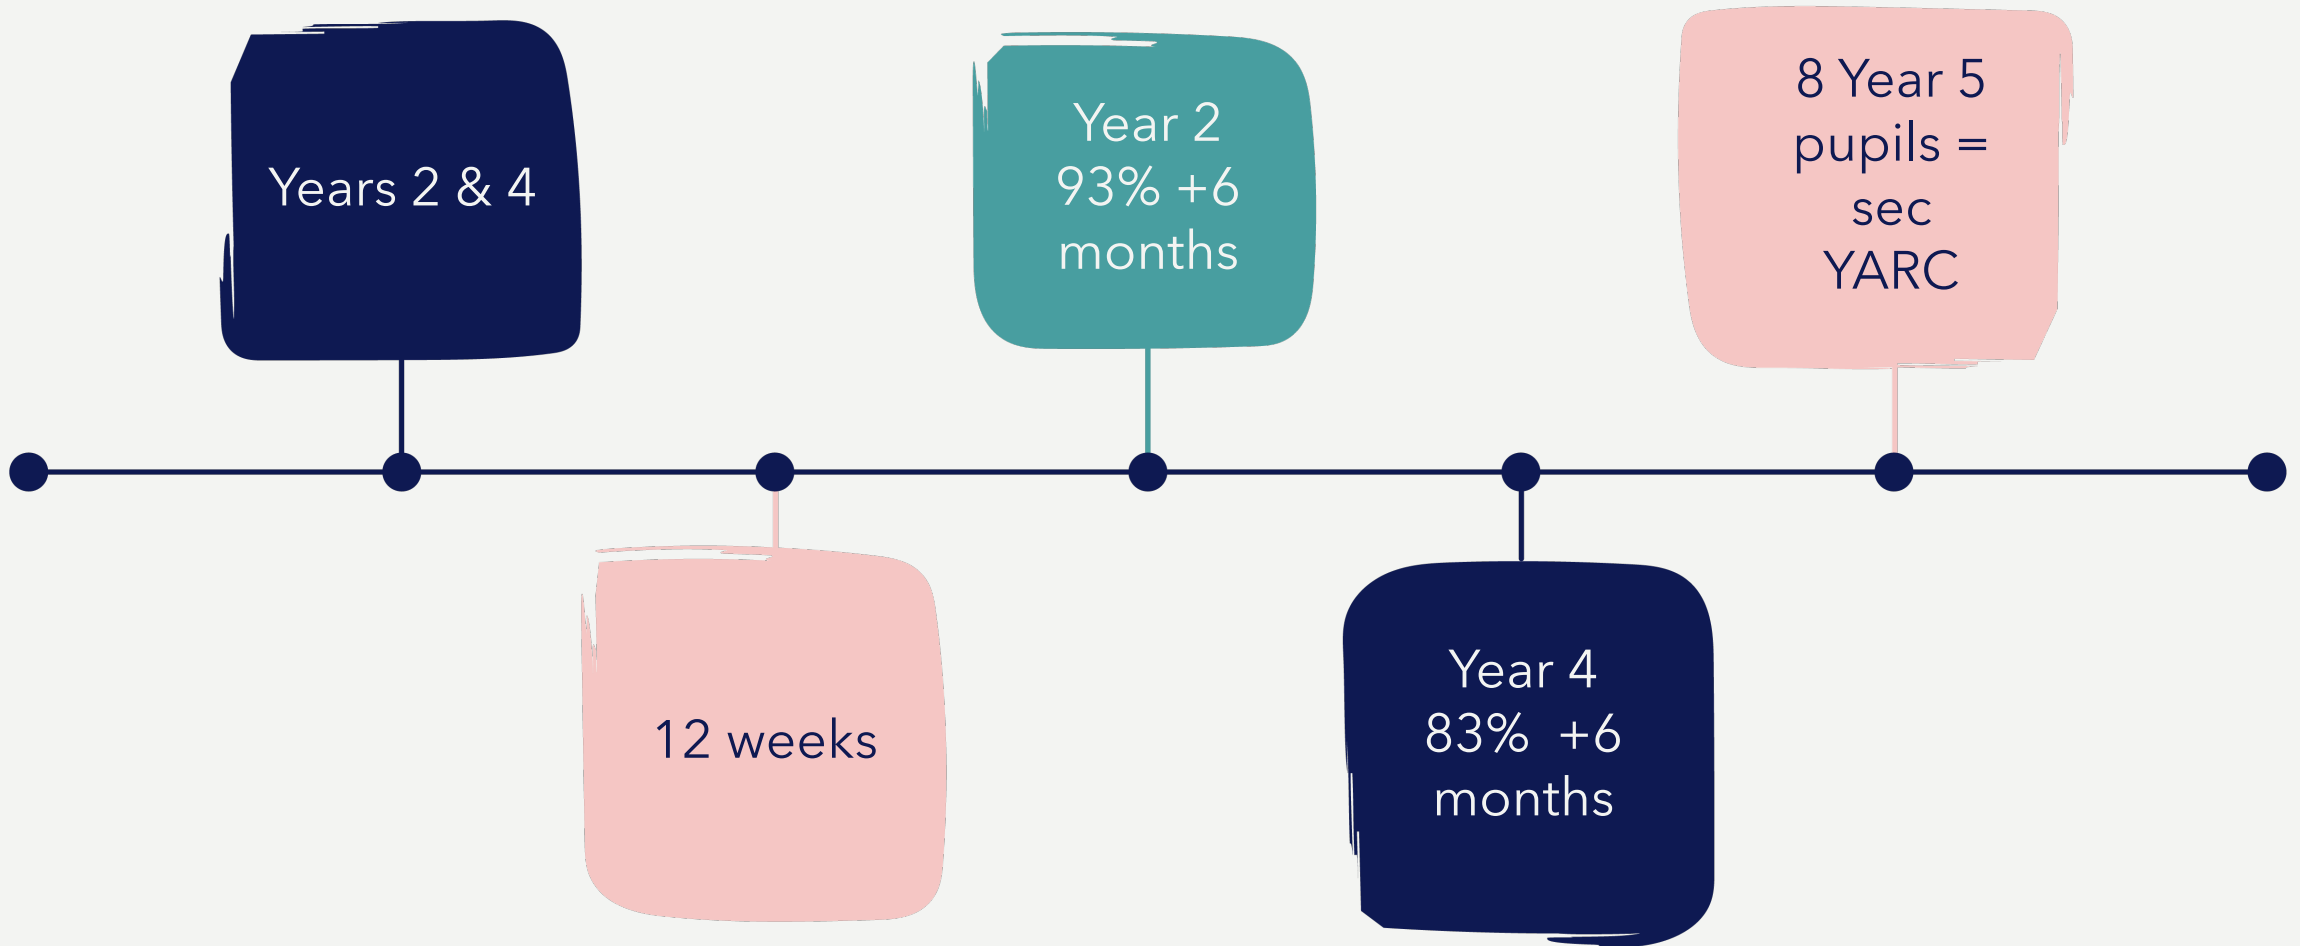 Years 2 & 4
12 weeks
Year 2
93% +6
months
Year 4
83%  +6
months
8 Year 5
pupils =
sec
YARC